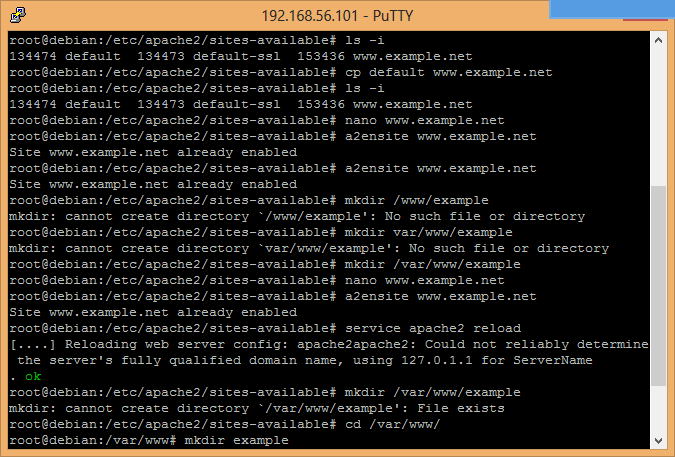 192.168.56.101 - PuTTY
root@debian:/etc/apache2/sites-available# ls -i
134474 default  134473 default-ssl  153436 www.example.net
root@debian:/etc/apache2/sites-available# cp default www.example.net
root@debian:/etc/apache2/sites-available# ls -i
134474 default  134473 default-ssl  153436 www.example.net
root@debian:/etc/apache2/sites-available# nano www.example.net
root@debian:/etc/apache2/sites-available# a2ensite www.example.net
Site www.example.net already enabled
root@debian:/etc/apache2/sites-available# a2ensite www.example.net
Site www.example.net already enabled
root@debian:/etc/apache2/sites-available# mkdir /www/example
mkdir: cannot create directory `/www/example': No such file or directory
root@debian:/etc/apache2/sites-available# mkdir var/www/example
mkdir: cannot create directory `var/www/example': No such file or directory
root@debian:/etc/apache2/sites-available# mkdir /var/www/example
root@debian:/etc/apache2/sites-available# nano www.example.net
root@debian:/etc/apache2/sites-available# a2ensite www.example.net
Site www.example.net already enabled
root@debian:/etc/apache2/sites-available# service apache2 reload
[....] Reloading web server config: apache2apache2: Could not reliably determine
 the server's fully qualified domain name, using 127.0.1.1 for ServerName
. ok
root@debian:/etc/apache2/sites-available# mkdir /var/www/example
mkdir: cannot create directory `/var/www/example': File exists
root@debian:/etc/apache2/sites-available# cd /var/www/
root@debian:/var/www# mkdir example